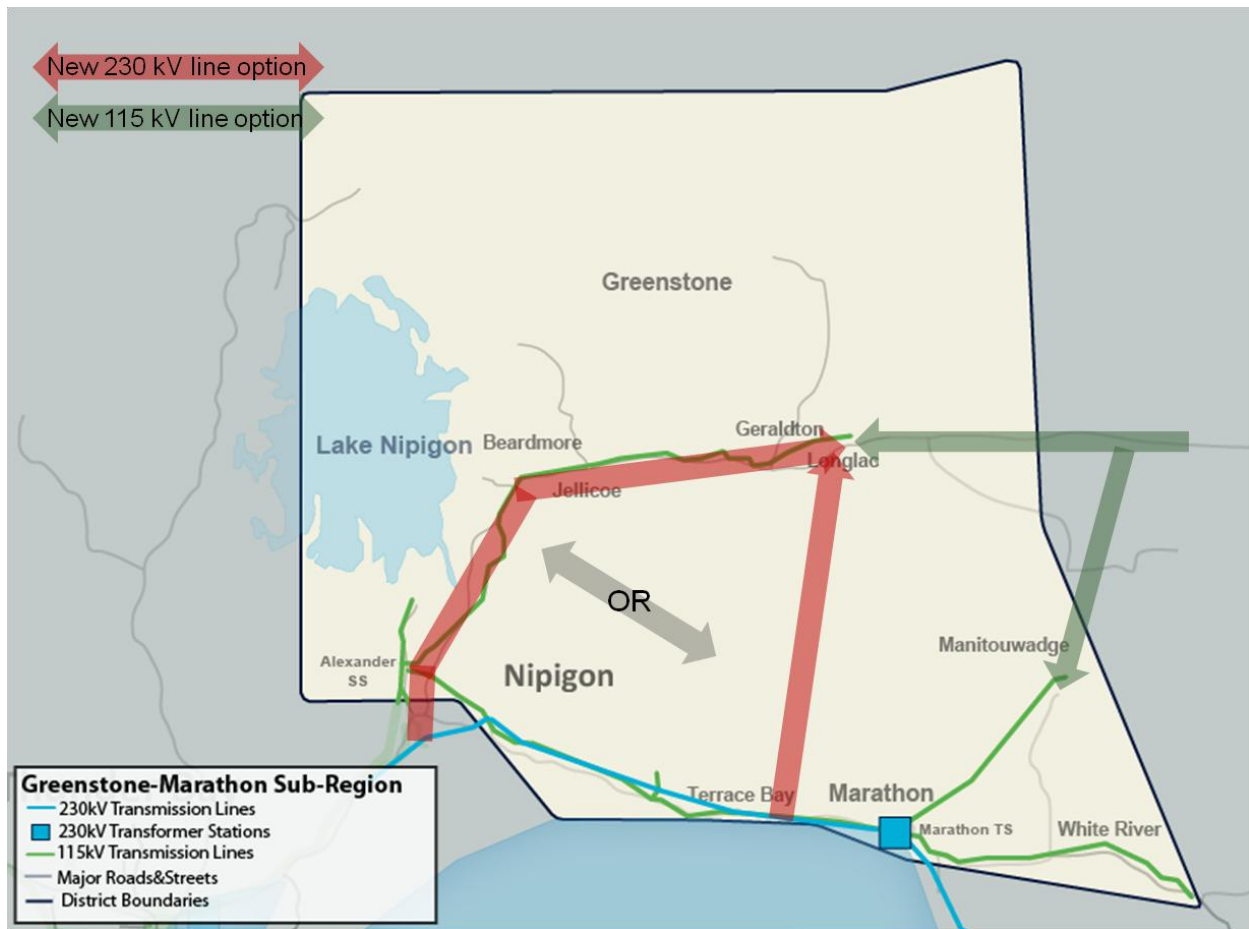 New 230 kV line option
New 115 kV line option
Greenstone
Geraldton
Lake Nipigon
Beardmore
Longlac
Jellicoe
OR
Manitouwadge
Alexander
SS
Nipigon
Terrace Bay
Marathon
Marathon TS
White River
Greenstone-Marathon Sub-Region
230kV Transmission Lines
230kV Transformer Stations
115kV Transmission Lines
Major Roads&Streets
District Boundaries